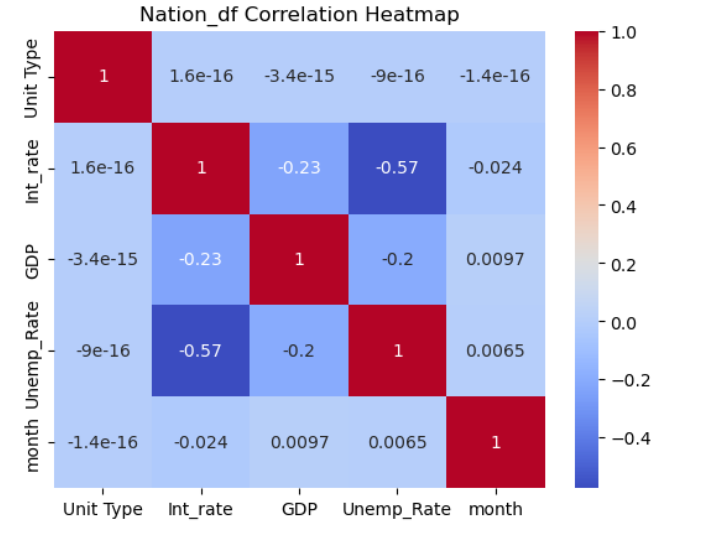 Nation_df Correlation Heatmap
Unit Type 1 1.6e-16 -3.4e-15 -9e-16 -1.4e-16
Int_rate 1.6e-16 1 -0.23 -0.57 -0.024
GDP -3.4e-15 -0.23 1 -0.2 0.0097
Unemp_Rate -9e-16 -0.57 -0.2 1 0.0065
month -1.4e-16 -0.024 0.0097 0.0065 1
Unit Type Int_rate GDP Unemp_Rate month
1.0
0.8
0.6
0.4
0.2
0.0
−0.2
−0.4